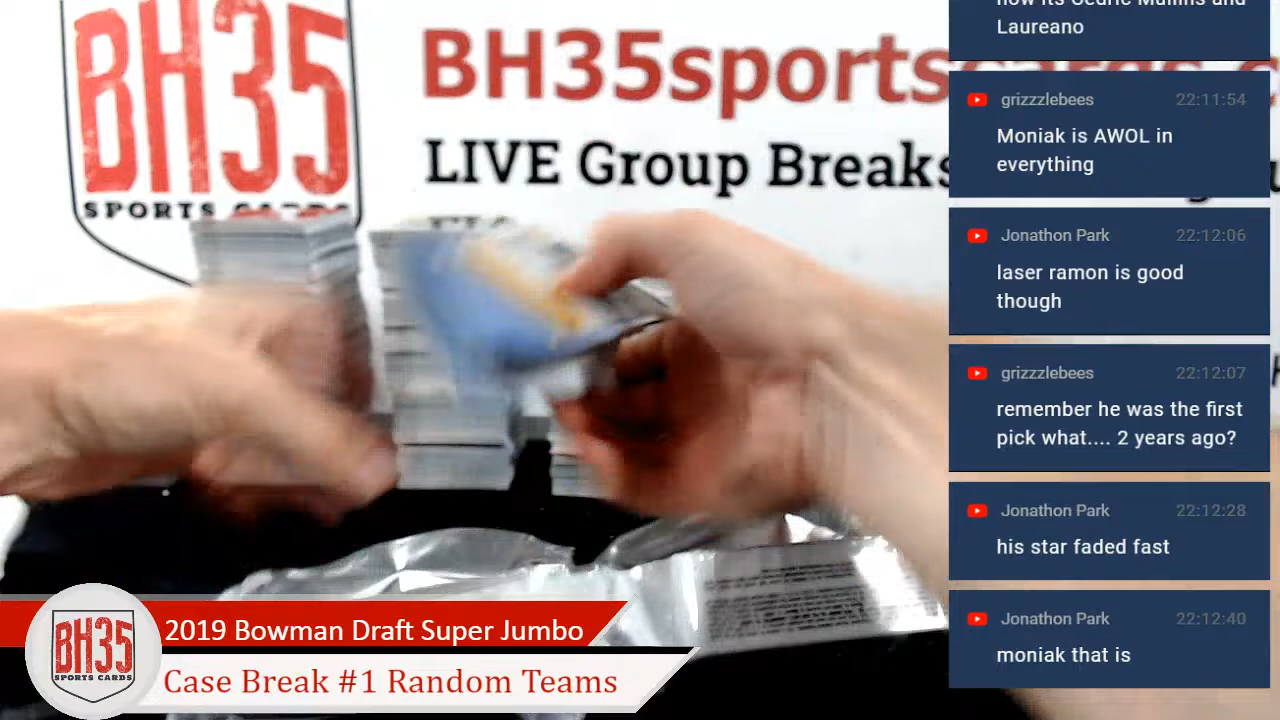 BH35
SPORTS CARDS
BH35sports
LIVE Group Breaks
Laureano
grizzzlebees 22:11:54
Moniak is AWOL in
everything
Jonathon Park 22:12:06
laser ramon is good
though
grizzzlebees 22:12:07
remember he was the first
pick what.... 2 years ago?
Jonathon Park 22:12:28
his star faded fast
Jonathon Park 22:12:40
moniak that is
BH35
SPORTS CARDS
2019 Bowman Draft Super Jumbo
Case Break #1 Random Teams